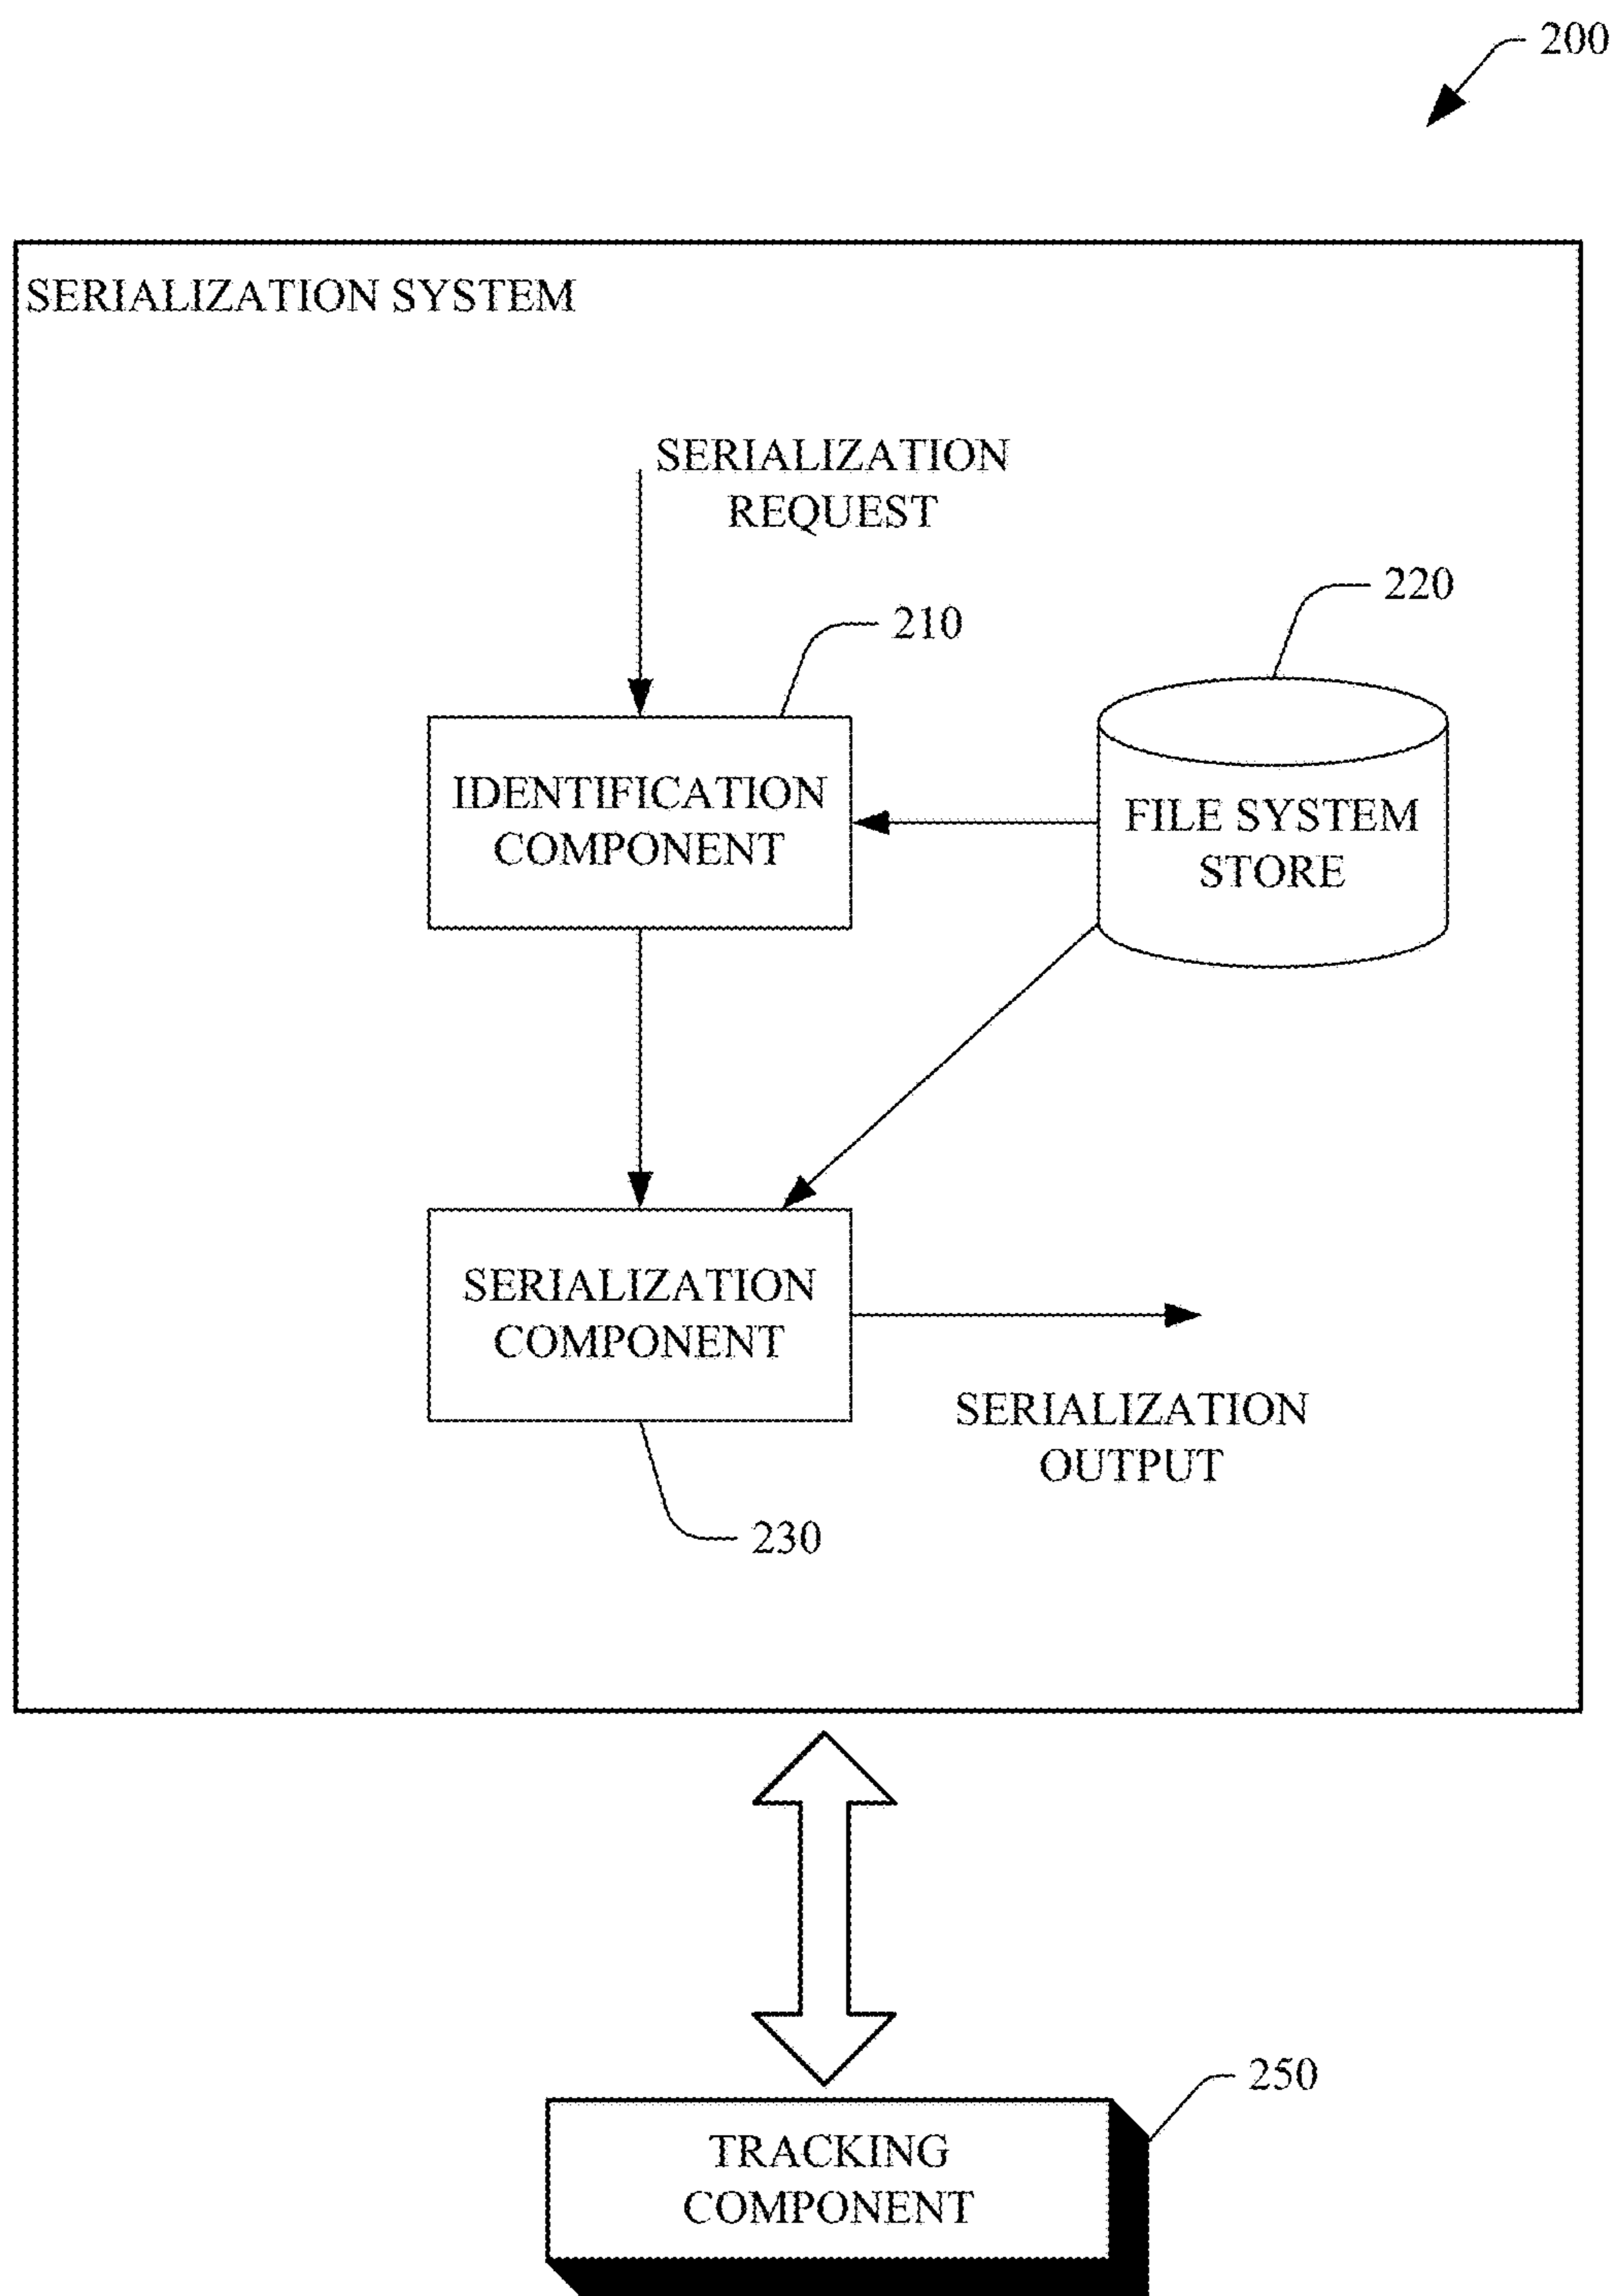 200
SERIALIZATION SYSTEM
SERIALIZATION
REQUEST
220
210
IDENTIFICATION
COMPONENT
FILE SYSTEM
STORE
SERIALIZATION
COMPONENT
SERIALIZATION
OUTPUT
230
250
TRACKING
COMPONENT